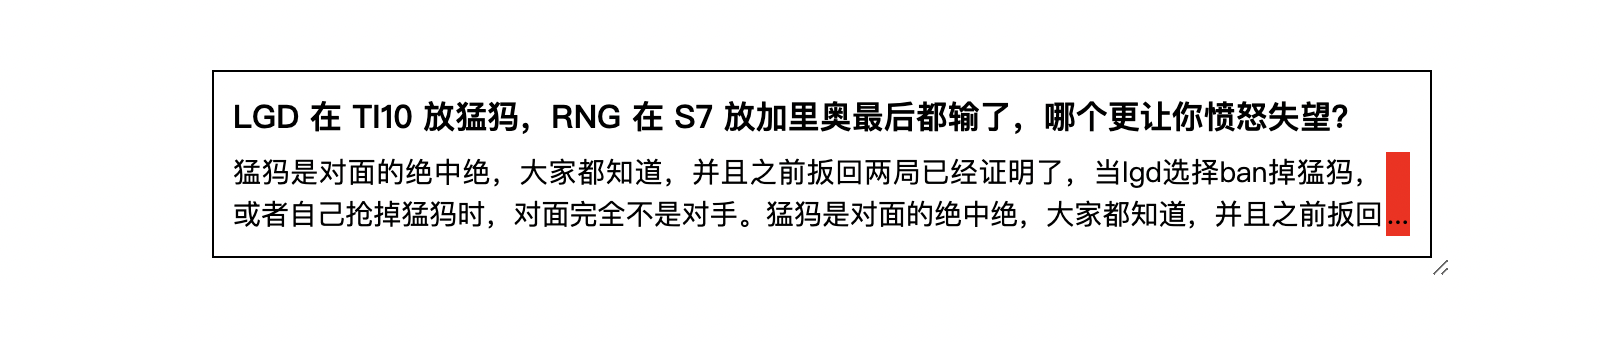 LGD 在 TI10 放猛犸，RNG 在 S7 放加里奥最后都输了，哪个更让你愤怒失望？
猛犸是对面的绝中绝，大家都知道，并且之前扳回两局已经证明了，当lgd选择ban掉猛犸，
或者自己抢掉猛犸时，对面完全不是对手。猛犸是对面的绝中绝，大家都知道，并且之前扳回...